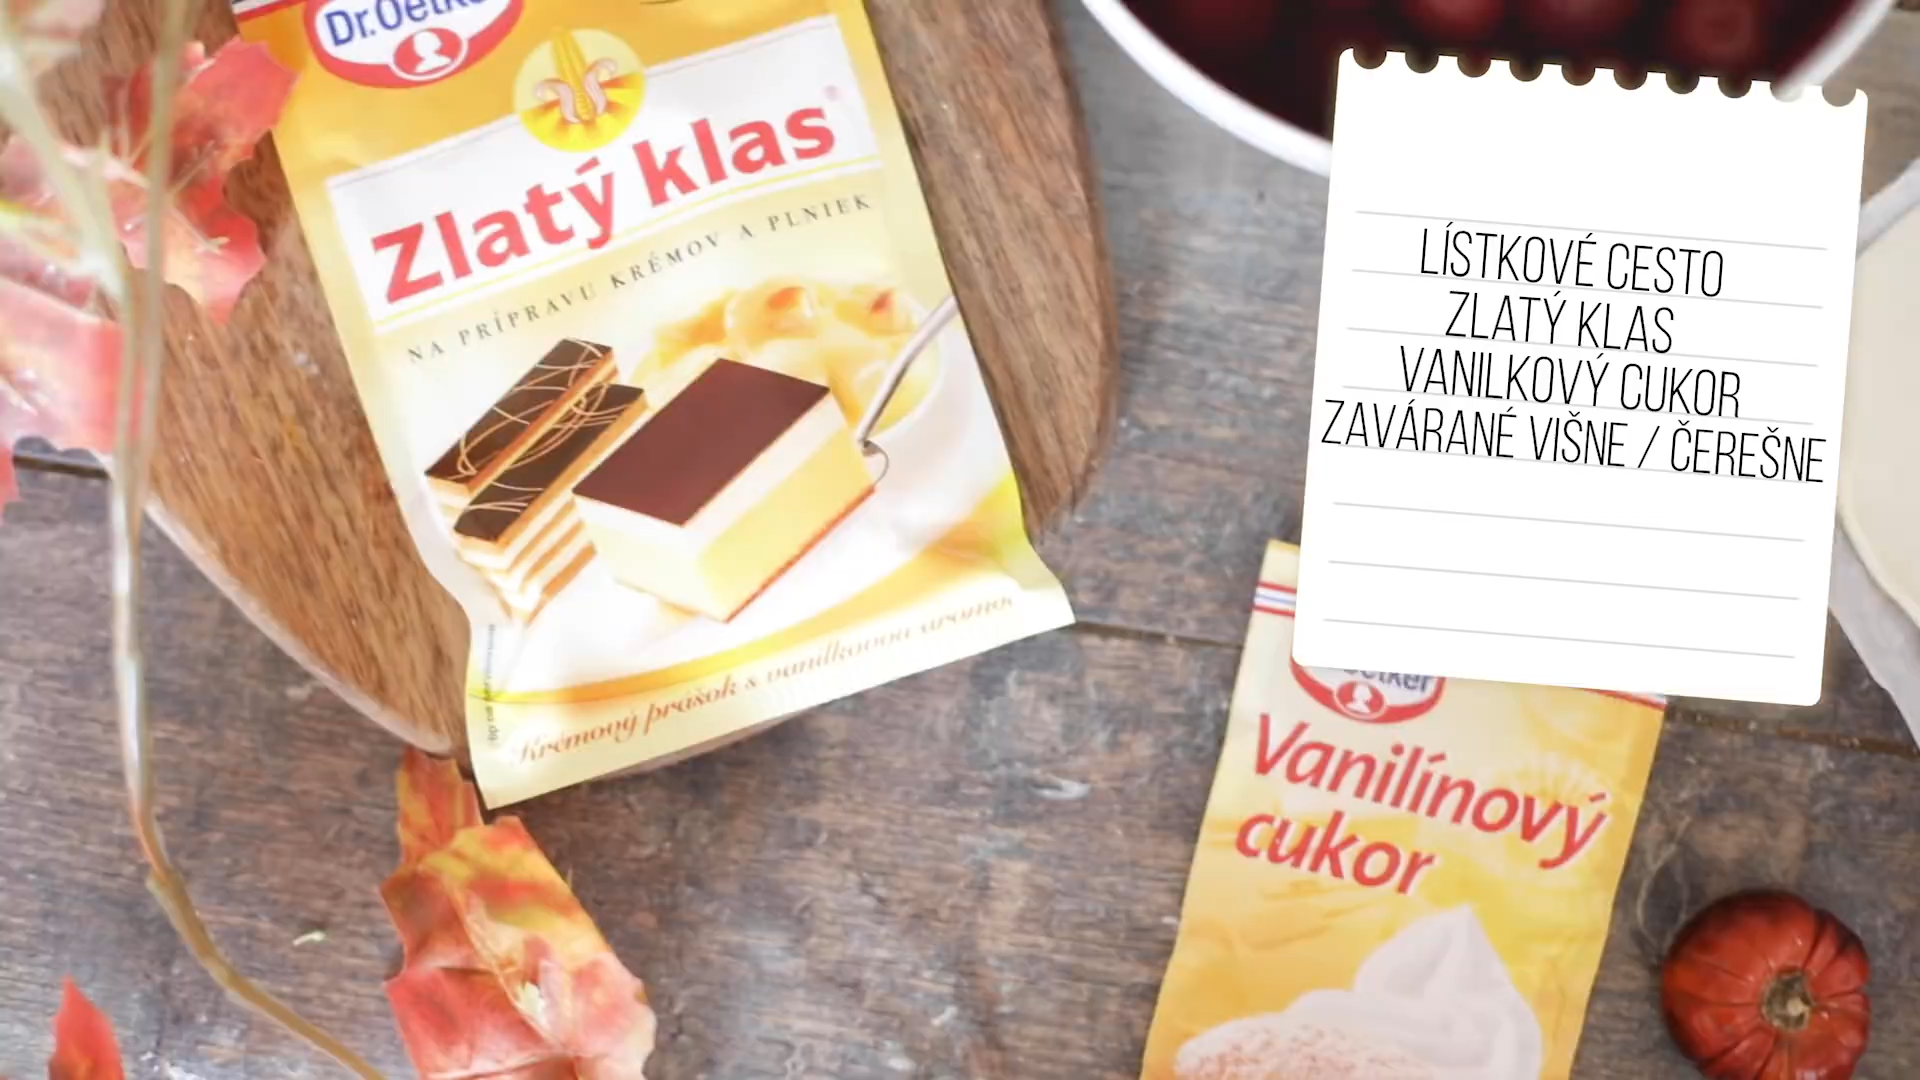 Dr.Oetker
Zlatý klas®
NA PRÍPRAVU KRÉMOV A PLNIEK
Krémový prášok s vanilkovou arómou
LÍSTKOVÉ CESTO
ZLATÝ KLAS
VANILKOVÝ CUKOR
ZAVÁRANÉ VIŠNE / ČEREŠNE
Oetker
Vanilínový
cukor